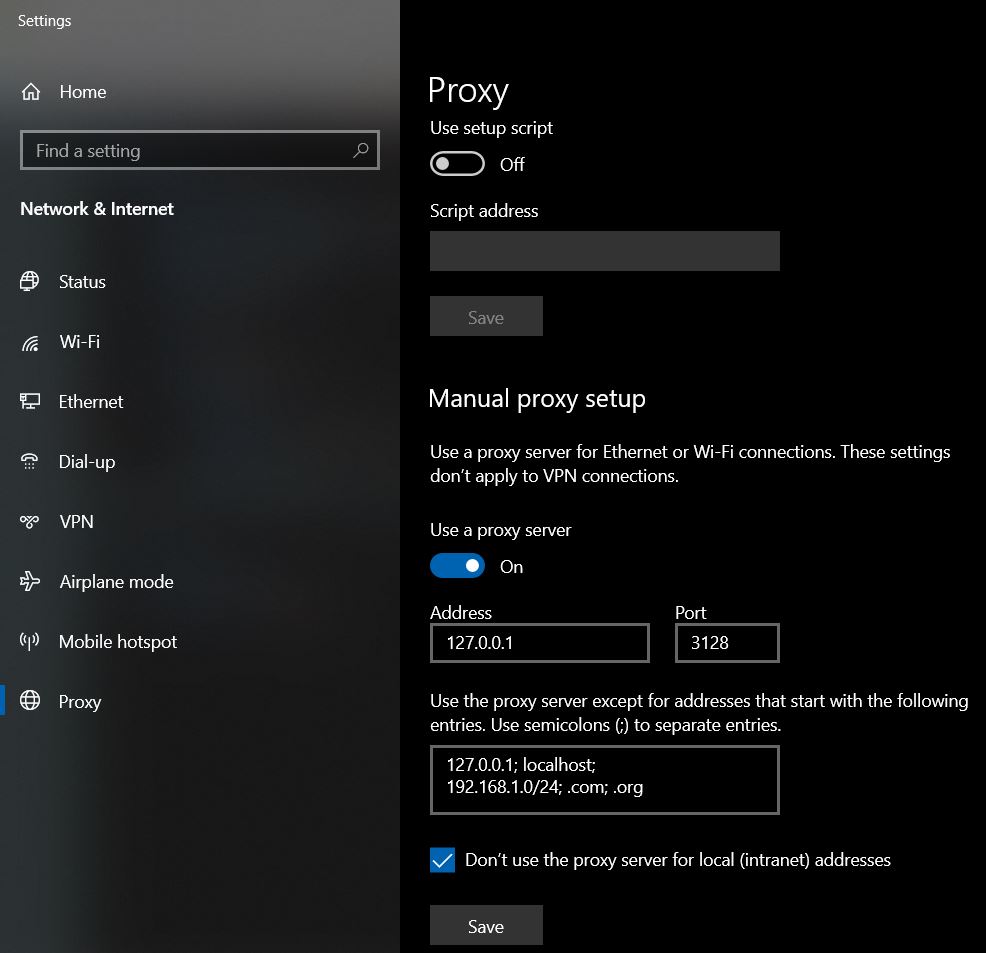 Settings
Home
Find a setting
Network & Internet
Status
Wi-Fi
Ethernet
Dial-up
VPN
Airplane mode
Mobile hotspot
Proxy
Proxy
Use setup script
Off
Script address
Save
Manual proxy setup
Use a proxy server for Ethernet or Wi-Fi connections. These settings
don’t apply to VPN connections.
Use a proxy server
On
Address Port
127.0.0.1 3128
Use the proxy server except for addresses that start with the following
entries. Use semicolons (;) to separate entries.
127.0.0.1; localhost;
192.168.1.0/24; .com; .org
Don’t use the proxy server for local (intranet) addresses
Save